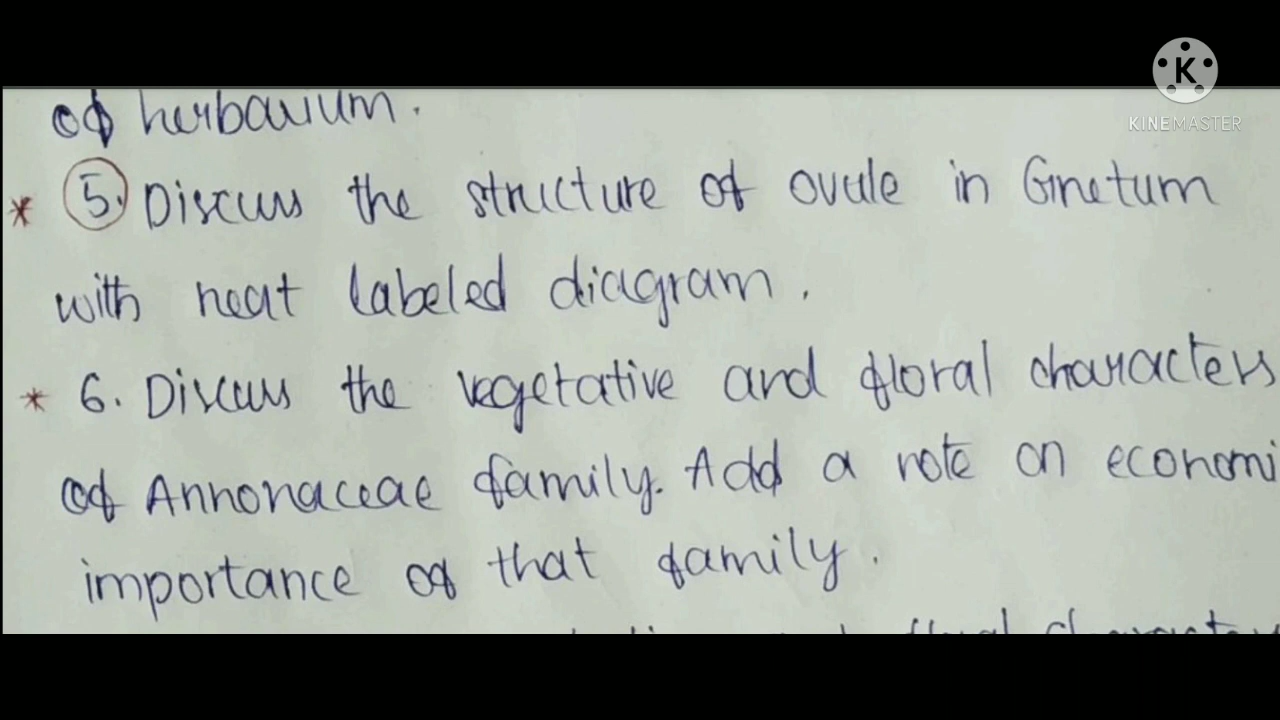 of herbarium.
K
KINEMASTER
* 5. Discuss the structure of ovule in Gnetum
with neat labeled diagram.
* 6. Discuss the vegetative and floral characters
of Annonaceae family. Add a note on economi
importance of that family.